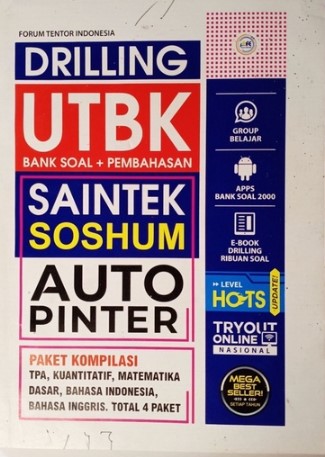 FORUM TENTOR INDONESIA
DRILLING
UTBK
BANK SOAL + PEMBAHASAN
SAINTEK
SOSHUM
AUTO
PINTER
PAKET KOMPILASI
TPA, KUANTITATIF, MATEMATIKA
DASAR, BAHASA INDONESIA,
BAHASA INGGRIS. TOTAL 4 PAKET
GROUP
BELAJAR
APPS
BANK SOAL 2000
E-BOOK
DRILLING
RIBUAN SOAL
LEVEL
HOTS
UPDATE!
TRYOUT
ONLINE
NASIONAL
MEGA
BEST
SELLER!
SETIAP TAHUN